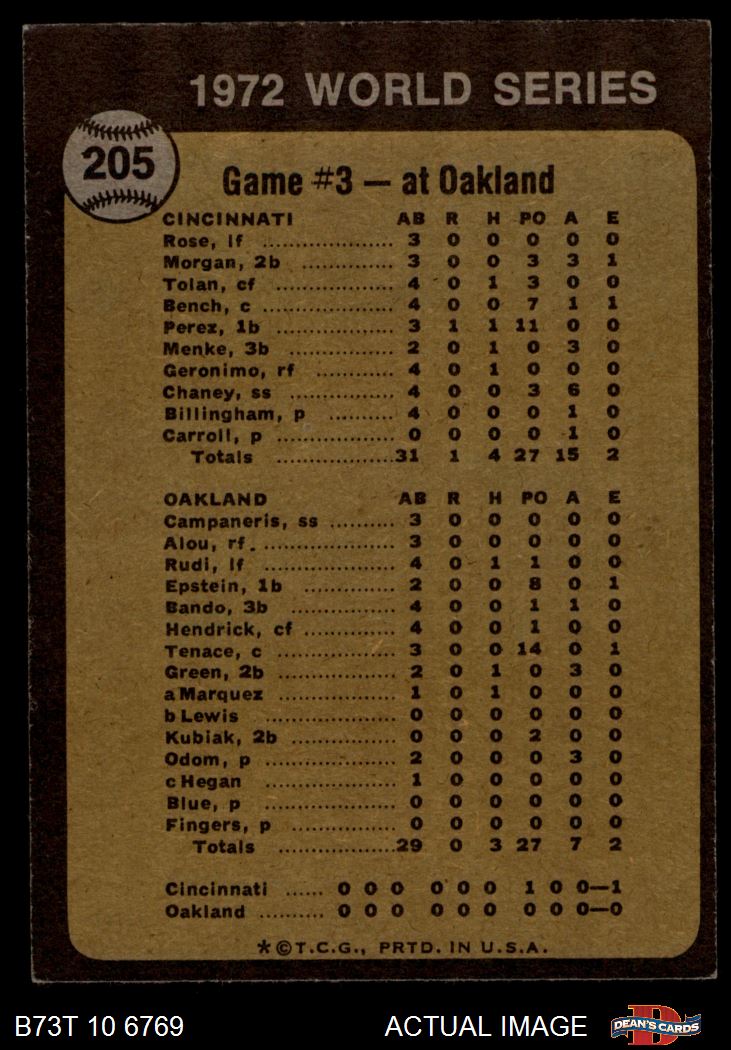 1972 WORLD SERIES
205
Game #3 — at Oakland
CINCINNATI AB R H PO A E
Rose, lf .................... 3 0 0 0 0 0
Morgan, 2b .............. 3 0 0 3 3 1
Tolan, cf .................. 4 0 1 3 0 0
Bench, c .................. 4 0 0 7 1 1
Perez, 1b ................. 3 1 1 11 0 0
Menke, 3b ................ 2 0 1 0 3 0
Geronimo, rf ............ 4 0 1 0 0 0
Chaney, ss ............... 4 0 0 3 6 0
Billingham, p .......... 4 0 0 0 1 0
Carroll, p .................. 0 0 0 0 1 0
Totals ..................31 1 4 27 15 2
OAKLAND AB R H PO A E
Campaneris, ss .......... 3 0 0 0 0 0
Alou, rf . .................... 3 0 0 0 0 0
Rudi, lf .................... 4 0 1 1 0 0
Epstein, 1b .............. 2 0 0 8 0 1
Bando, 3b ................ 4 0 0 1 1 0
Hendrick, cf .............. 4 0 0 1 0 0
Tenace, c .................. 3 0 0 14 0 1
Green, 2b ................. 2 0 1 0 3 0
a Marquez ................. 1 0 1 0 0 0
b Lewis .................... 0 0 0 0 0 0
Kubiak, 2b ................ 0 0 0 2 0 0
Odom, p .................... 2 0 0 0 3 0
c Hegan .................... 1 0 0 0 0 0
Blue, p ..................... 0 0 0 0 0 0
Fingers, p ................ 0 0 0 0 0 0
Totals ..................29 0 3 27 7 2
Cincinnati ...... 0 0 0 0 0 0 1 0 0—1
Oakland .......... 0 0 0 0 0 0 0 0 0—0
*©T.C.G., PRTD. IN U.S.A.
B73T 10 6769 ACTUAL IMAGE D DEAN'S CARDS